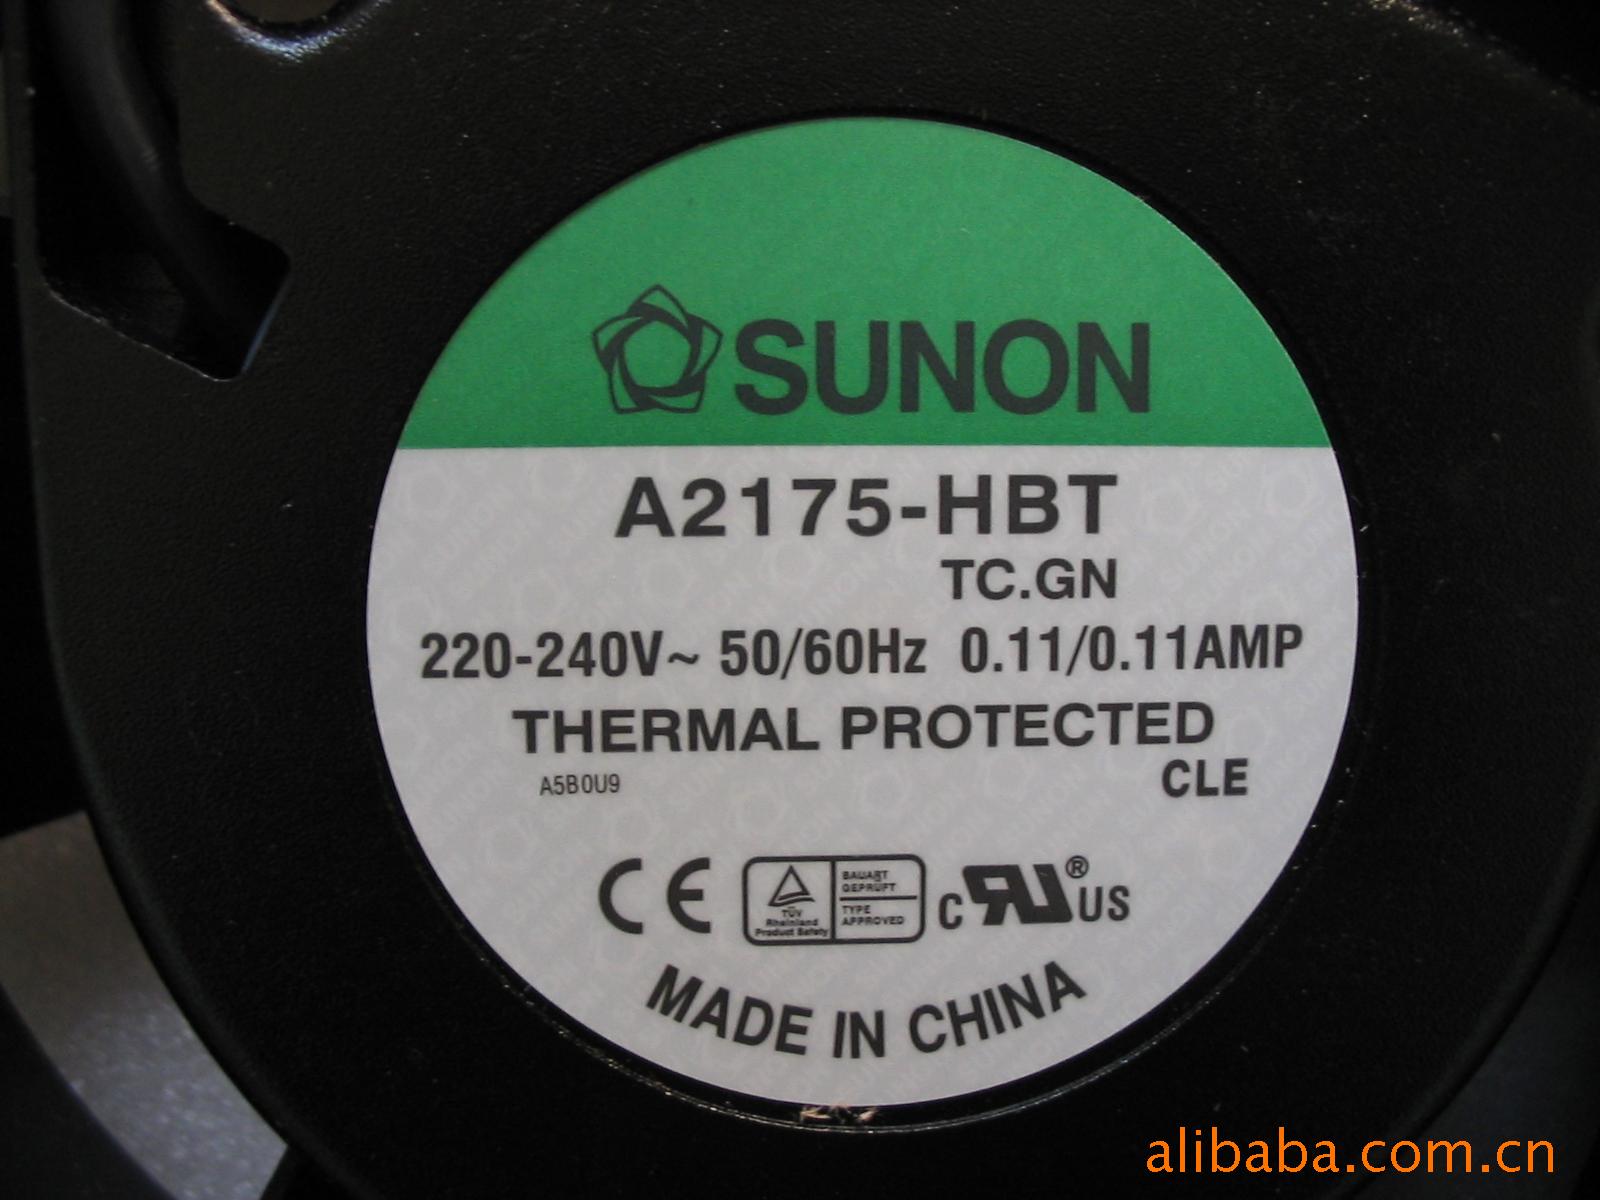 SUNON
A2175-HBT
TC.GN
220-240V~ 50/60Hz 0.11/0.11AMP
THERMAL PROTECTED
A5B0U9
CLE
CE
TÜV
Rheinland
Product Safety
BAUART
GEPRÜFT
TYPE
APPROVED
c RU ® US
MADE IN CHINA
alibaba.com.cn